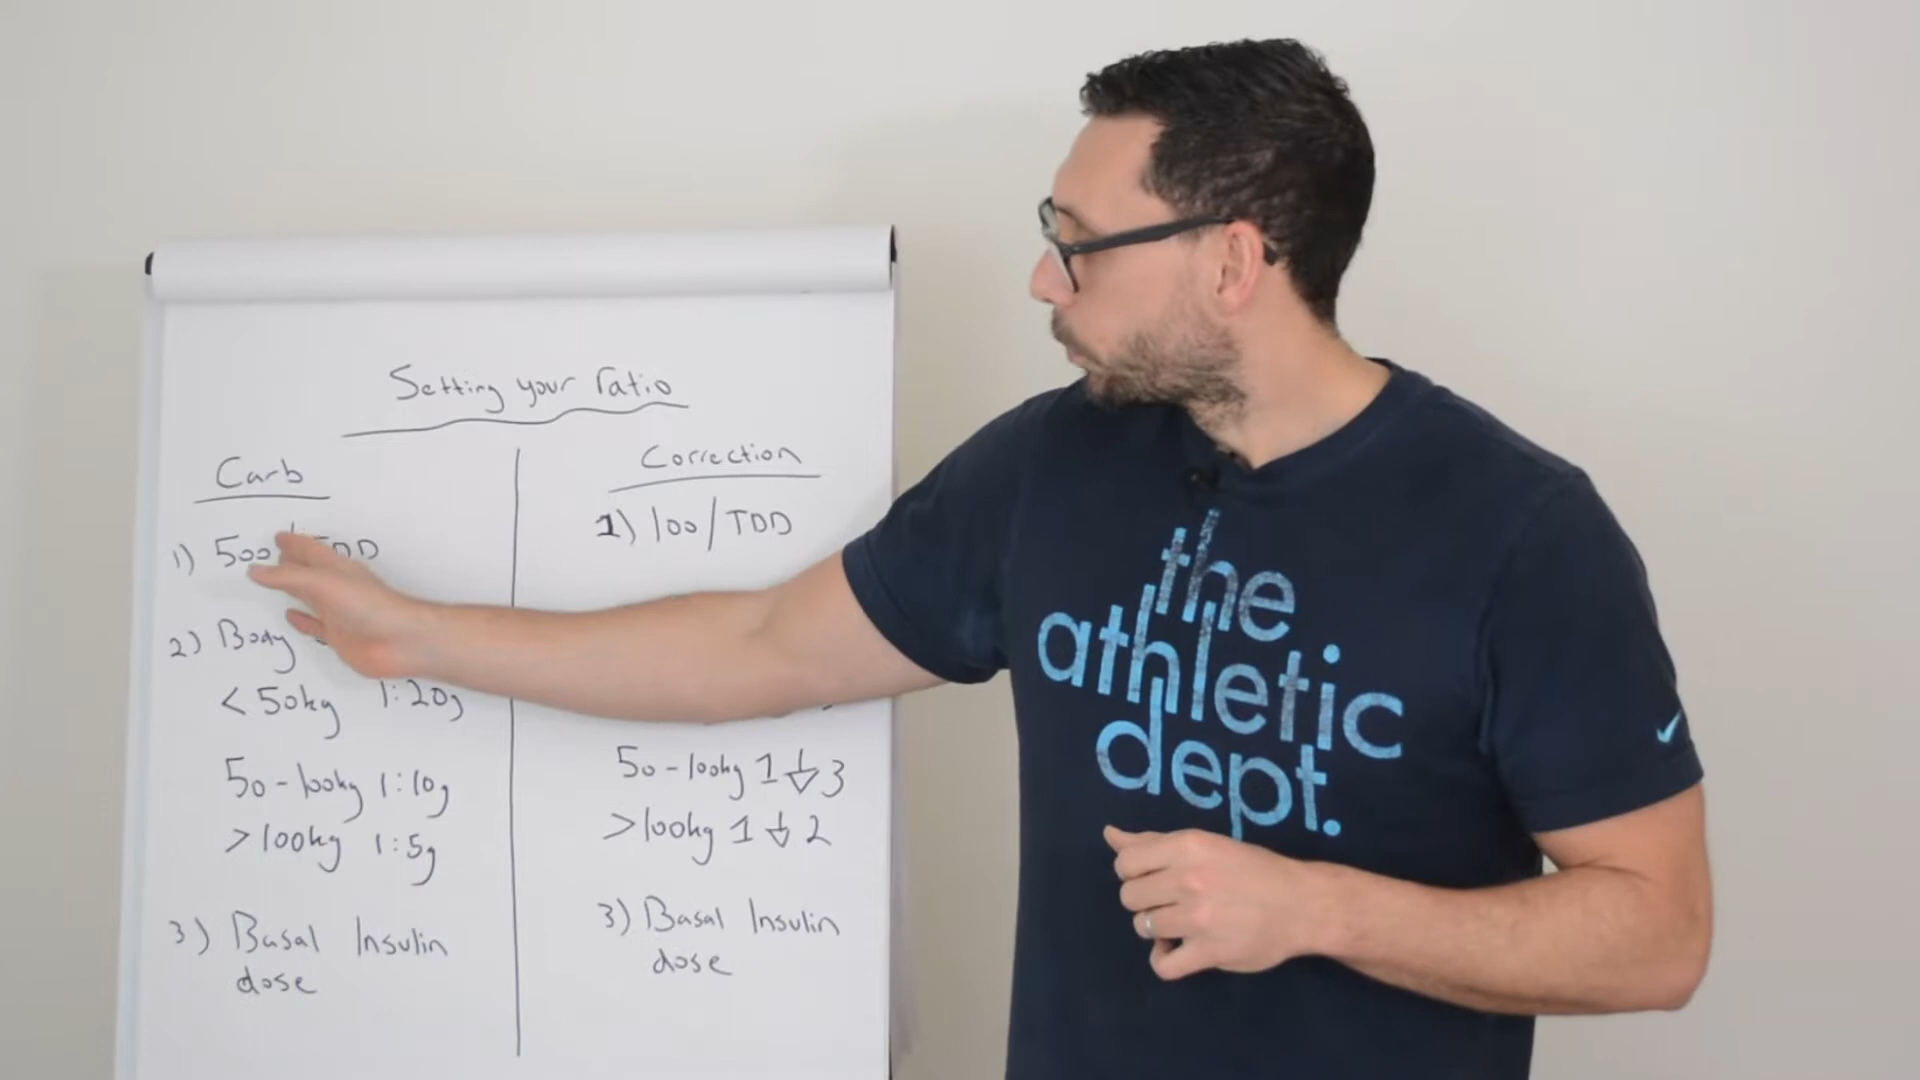 Setting your ratio
Carb
1) 500/TDD
2) Body
<50kg 1:20g
50-100kg 1:10g
>100kg 1:5g
3) Basal Insulin
dose
Correction
1) 100/TDD
50-100kg 1↓3
>100kg 1↓2
3) Basal Insulin
dose
the
athletic
dept.